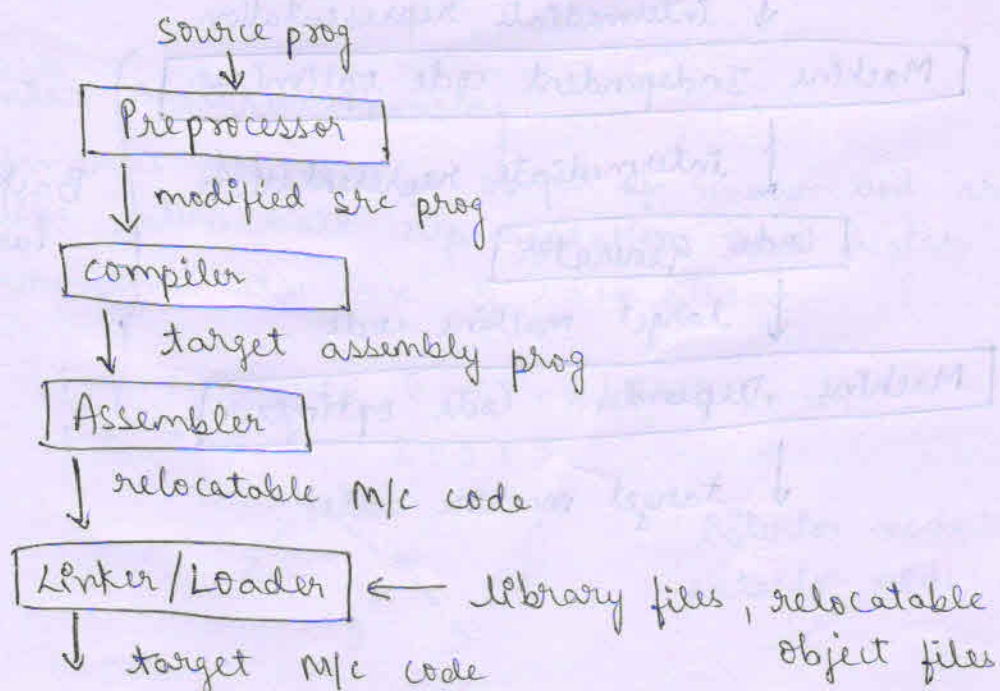 source prog
Preprocessor
modified src prog
compiler
target assembly prog
Assembler
relocatable M/c code
Linker/Loader ← library files, relocatable
object files
target M/c code